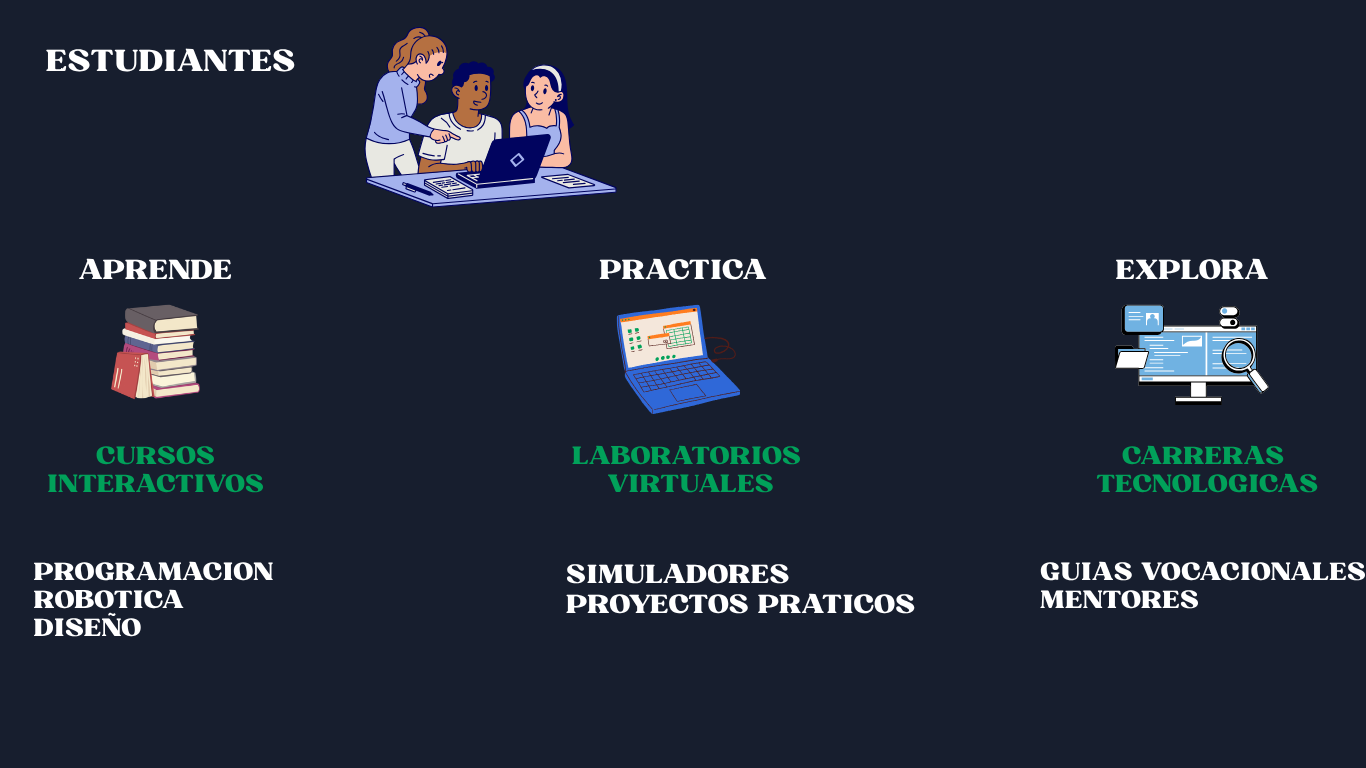 ESTUDIANTES
APRENDE
PRACTICA
EXPLORA
CURSOS
INTERACTIVOS
LABORATORIOS
VIRTUALES
CARRERAS
TECNOLOGICAS
PROGRAMACION
ROBOTICA
DISEÑO
SIMULADORES
PROYECTOS PRATICOS
GUIAS VOCACIONALES
MENTORES